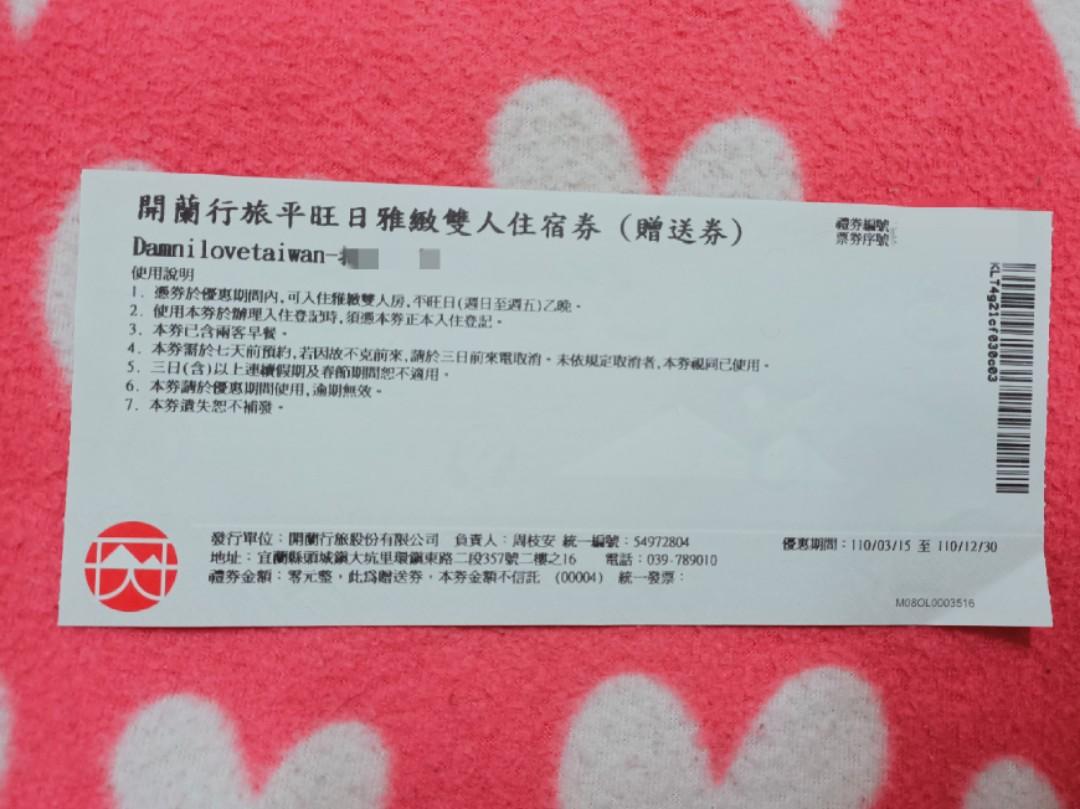 開蘭行旅平旺日雅緻雙人住宿券（贈送券）
Damnilovetaiwan-
禮券編號
票券序號
使用說明
1. 憑券於優惠期間內,可入住雅緻雙人房,平旺日(週日至週五)乙晚。
2. 使用本券於辦理入住登記時,須憑本券正本入住登記。
3. 本券已含兩客早餐。
4. 本券需於七天前預約,若因故不克前來,請於三日前來電取消。未依規定取消者,本券視同已使用。
5. 三日(含)以上連續假期及春節期間恕不適用。
6. 本券請於優惠期間使用,逾期無效。
7. 本券遺失恕不補發。
KLT4g21cf030c03
發行單位：開蘭行旅股份有限公司 負責人：周枝安 統一編號：54972804
地址：宜蘭縣頭城鎮大坑里環鎮東路二段357號二樓之16 電話：039-789010
禮券金額：零元整，此為贈送券，本券金額不信託 (00004) 統一發票：
優惠期間：110/03/15 至 110/12/30
M08OL0003516